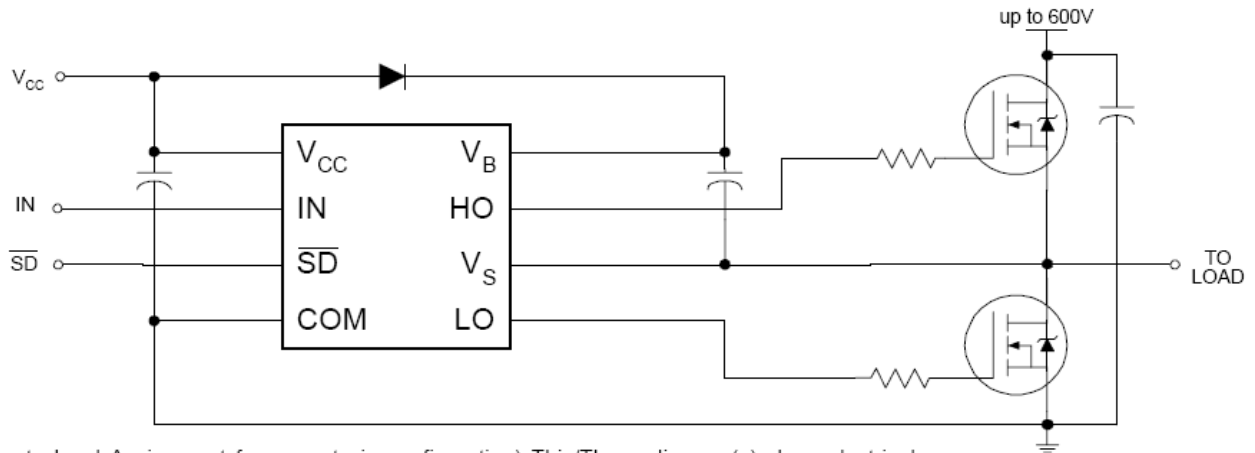 up to 600V
VCC
VCC VB
IN IN HO
SD SD VS TO
LOAD
COM LO